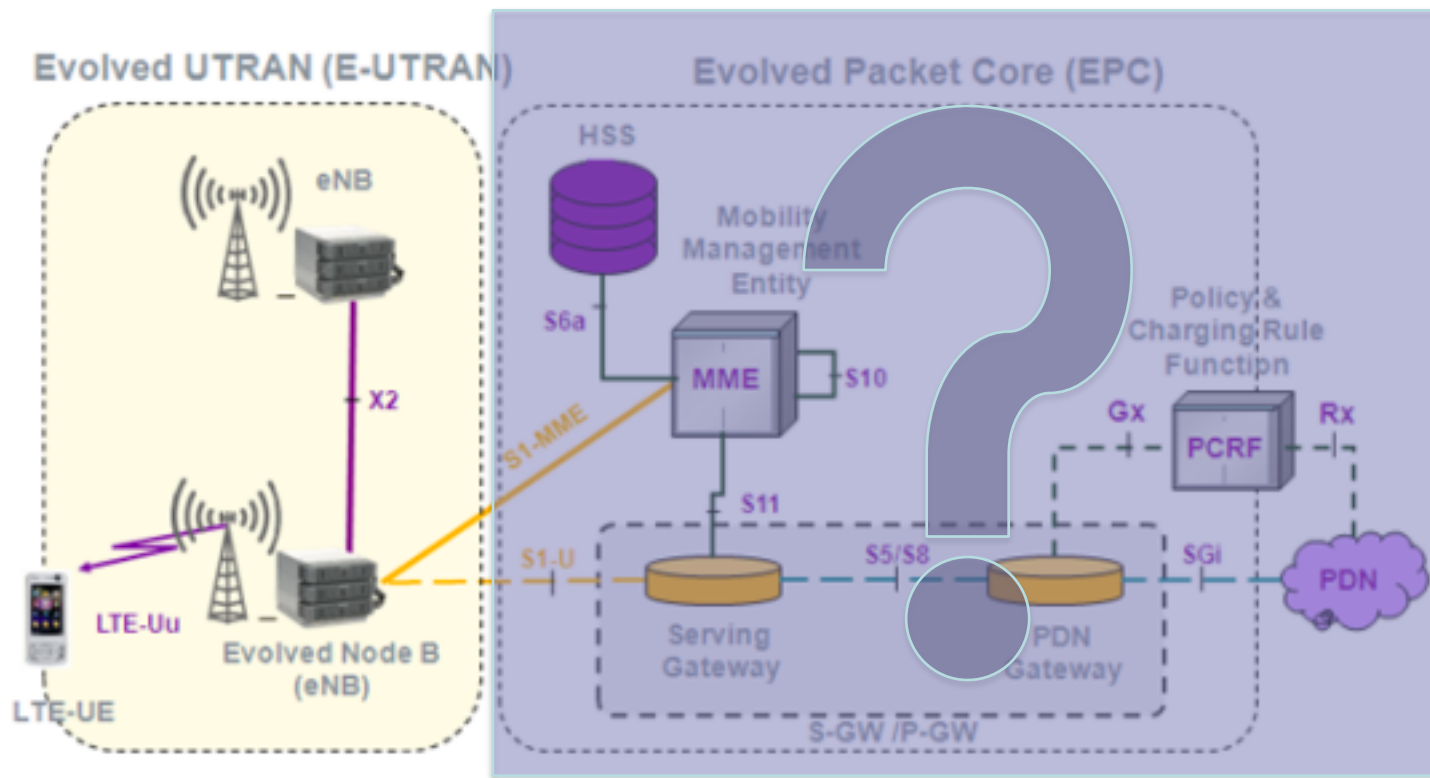 Evolved UTRAN (E-UTRAN)
Evolved Packet Core (EPC)
HSS
eNB
Mobility
Management
Entity
S6a
MME
S10
Policy &
Charging Rule
Function
X2
S1-MME
Gx
PCRF
Rx
S11
S1-U
S5/S8
SGi
PDN
LTE-Uu
Evolved Node B
(eNB)
Serving
Gateway
PDN
Gateway
LTE-UE
S-GW /P-GW
?